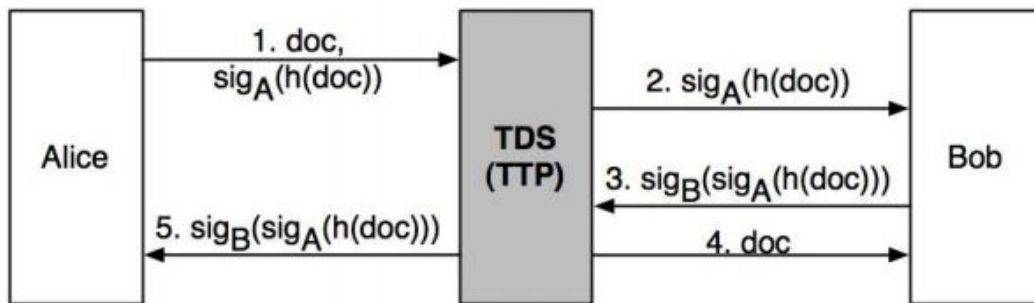 1. doc,
sigA(h(doc))
2. sigA(h(doc))
Alice
TDS
(TTP)
Bob
3. sigB(sigA(h(doc)))
5. sigB(sigA(h(doc)))
4. doc